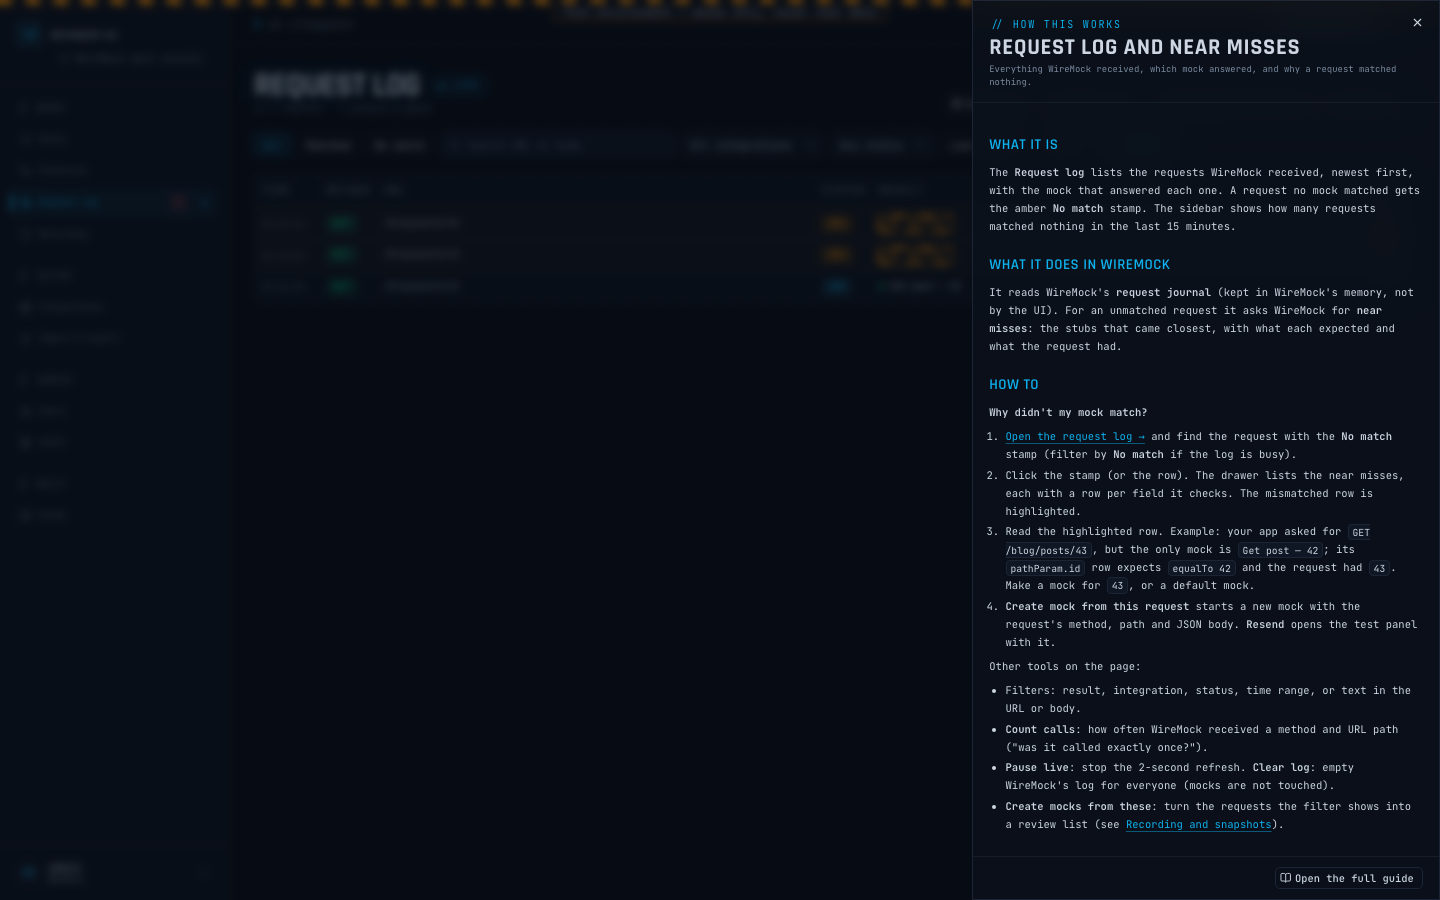 // HOW THIS WORKS
REQUEST LOG AND NEAR MISSES
Everything WireMock received, which mock answered, and why a request matched
nothing.
REQUEST LOG
WHAT IT IS
The Request log lists the requests WireMock received, newest first,
with the mock that answered each one. A request no mock matched gets
the amber No match stamp. The sidebar shows how many requests
matched nothing in the last 15 minutes.
WHAT IT DOES IN WIREMOCK
It reads WireMock's request journal (kept in WireMock's memory, not
by the UI). For an unmatched request it asks WireMock for near
misses: the stubs that came closest, with what each expected and
what the request had.
HOW TO
Why didn't my mock match?
1. Open the request log → and find the request with the No match
stamp (filter by No match if the log is busy).
2. Click the stamp (or the row). The drawer lists the near misses,
each with a row per field it checks. The mismatched row is
highlighted.
3. Read the highlighted row. Example: your app asked for GET
/blog/posts/43, but the only mock is Get post — 42; its
pathParam.id row expects equalTo 42 and the request had 43.
Make a mock for 43, or a default mock.
4. Create mock from this request starts a new mock with the
request's method, path and JSON body. Resend opens the test panel
with it.
Other tools on the page:
• Filters: result, integration, status, time range, or text in the
URL or body.
• Count calls: how often WireMock received a method and URL path
("was it called exactly once?").
• Pause live: stop the 2-second refresh. Clear log: empty
WireMock's log for everyone (mocks are not touched).
• Create mocks from these: turn the requests the filter shows into
a review list (see Recording and snapshots).
Open the full guide